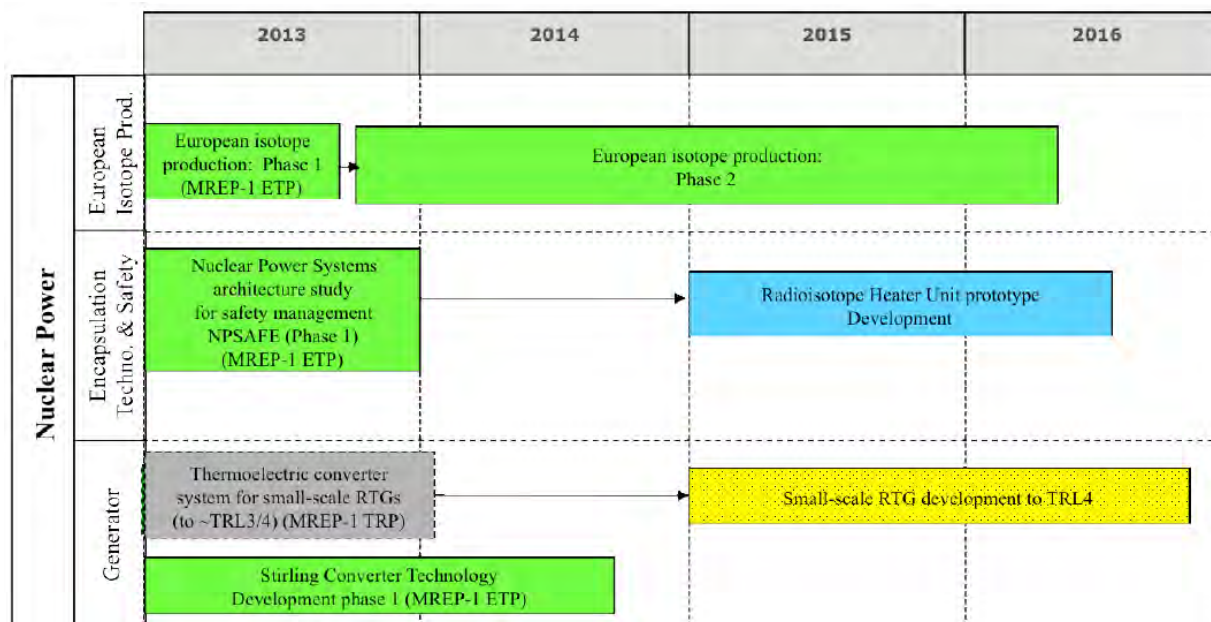 2013 2014 2015 2016
Nuclear Power
European
Isotope Prod.
European isotope
production: Phase 1
(MREP-1 ETP)
European isotope production:
Phase 2
Encapsulation
Techno. & Safety
Nuclear Power Systems
architecture study
for safety management
NPSAFE (Phase 1)
(MREP-1 ETP)
Radioisotope Heater Unit prototype
Development
Generator
Thermoelectric converter
system for small-scale RTGs
(to ~TRL3/4) (MREP-1 TRP)
Small-scale RTG development to TRL4
Stirling Converter Technology
Development phase 1 (MREP-1 ETP)